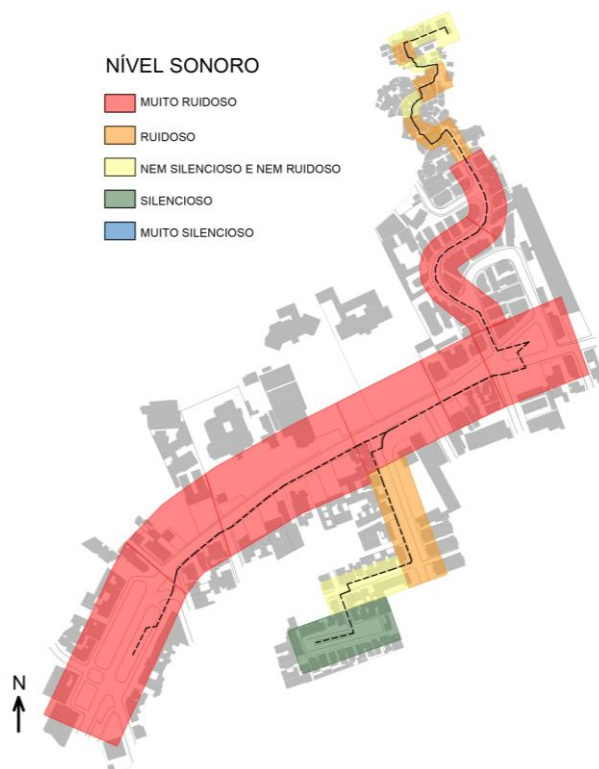 NÍVEL SONORO
MUITO RUIDOSO
RUIDOSO
NEM SILENCIOSO E NEM RUIDOSO
SILENCIOSO
MUITO SILENCIOSO
N